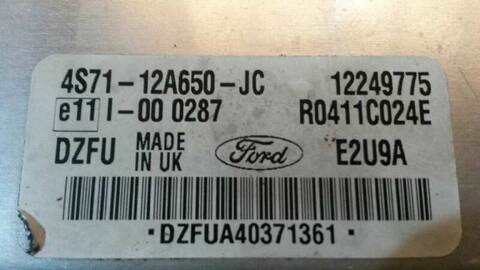 4S71-12A650-JC 12249775
e11 I-00 0287 R0411C024E
DZFU MADE IN UK Ford E2U9A
· DZFUA40371361 ·